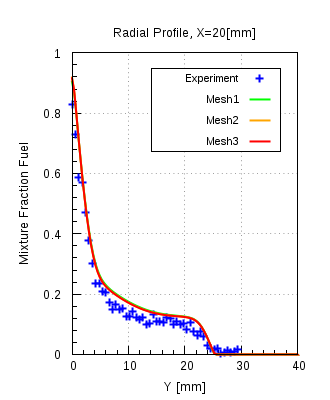 Radial Profile, X=20[mm]
1
Experiment
Mesh1
0.8
Mesh2
Mesh3
Mixture Fraction Fuel
0.6
0.4
0.2
0
0 10 20 30 40
Y [mm]